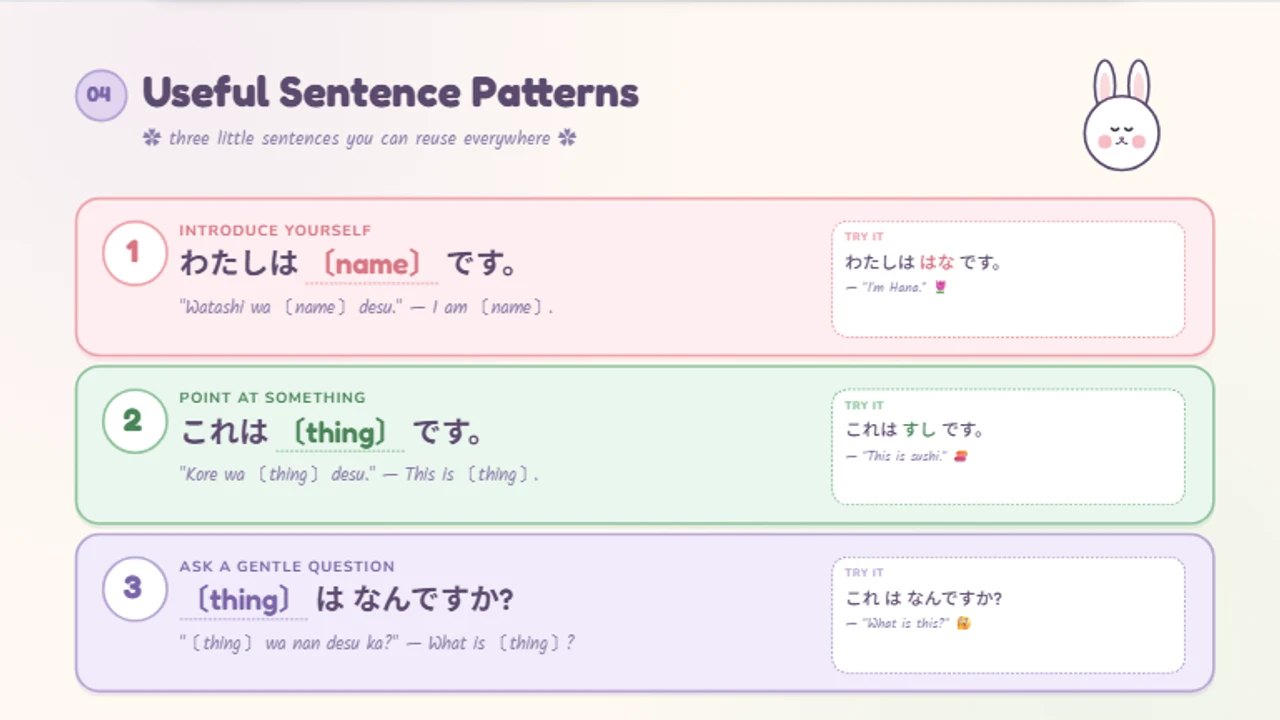 04
Useful Sentence Patterns
✽ three little sentences you can reuse everywhere ✽
1
INTRODUCE YOURSELF
わたしは 〔name〕 です。
"Watashi wa 〔name〕 desu." — I am 〔name〕.
TRY IT
わたしは はな です。
— "I'm Hana." 🌷
2
POINT AT SOMETHING
これは 〔thing〕 です。
"Kore wa 〔thing〕 desu." — This is 〔thing〕.
TRY IT
これは すし です。
— "This is sushi." 🍣
3
ASK A GENTLE QUESTION
〔thing〕 は なんですか?
"〔thing〕 wa nan desu ka?" — What is 〔thing〕?
TRY IT
これ は なんですか?
— "What is this?"